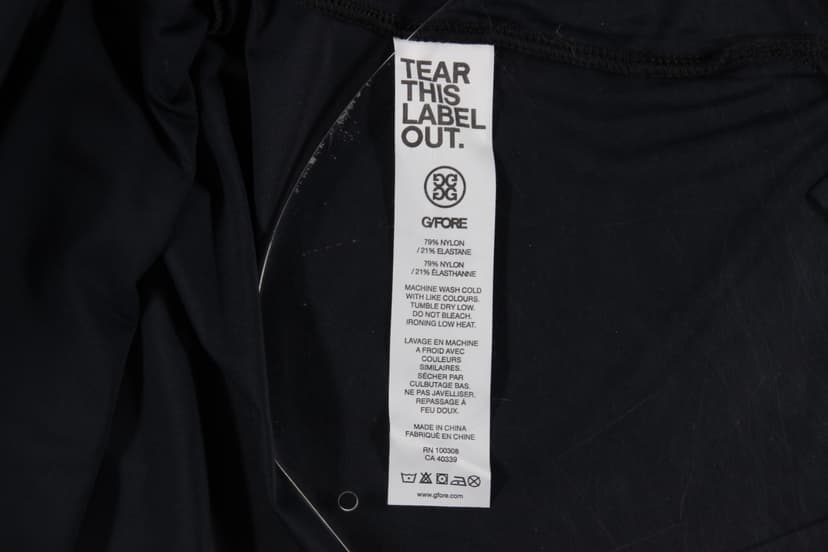 TEAR
THIS
LABEL
OUT.
GG
GG
G/FORE
79% NYLON
/ 21% ELASTANE
79% NYLON
/ 21% ÉLASTHANNE
MACHINE WASH COLD
WITH LIKE COLOURS.
TUMBLE DRY LOW.
DO NOT BLEACH.
IRONING LOW HEAT.
LAVAGE EN MACHINE
A FROID AVEC
COULEURS
SIMILAIRES.
SÉCHER PAR
CULBUTAGE BAS.
NE PAS JAVELLISER.
REPASSAGE À
FEU DOUX.
MADE IN CHINA
FABRIQUÉ EN CHINE
RN 100308
CA 40339
www.gfore.com